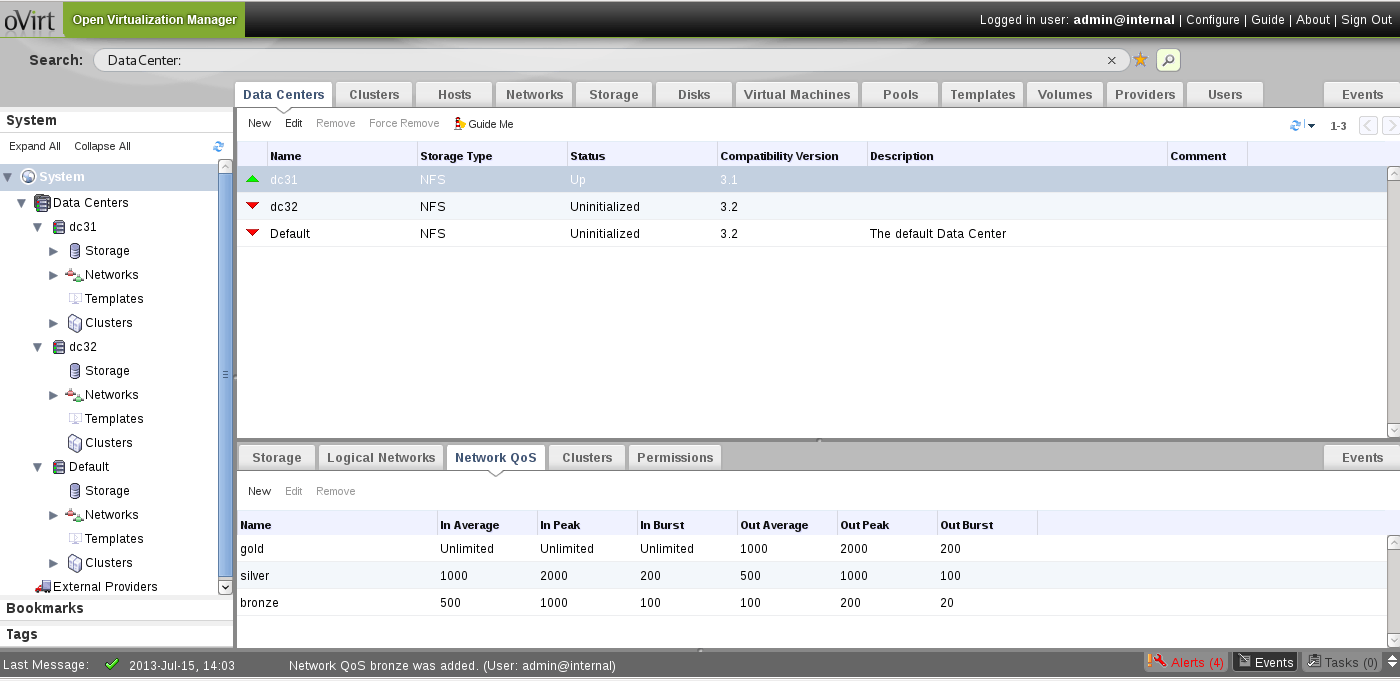 oVirt Open Virtualization Manager Logged in user: admin@internal | Configure | Guide | About | Sign Out
Search: DataCenter:
Data Centers Clusters Hosts Networks Storage Disks Virtual Machines Pools Templates Volumes Providers Users Events
System
Expand All Collapse All
System
Data Centers
dc31
Storage
Networks
Templates
Clusters
dc32
Storage
Networks
Templates
Clusters
Default
Storage
Networks
Templates
Clusters
External Providers
Bookmarks
Tags
New Edit Remove Force Remove Guide Me 1-3
Name Storage Type Status Compatibility Version Description Comment
dc31 NFS Up 3.1
dc32 NFS Uninitialized 3.2
Default NFS Uninitialized 3.2 The default Data Center
Storage Logical Networks Network QoS Clusters Permissions Events
New Edit Remove
Name In Average In Peak In Burst Out Average Out Peak Out Burst
gold Unlimited Unlimited Unlimited 1000 2000 200
silver 1000 2000 200 500 1000 100
bronze 500 1000 100 100 200 20
Last Message: 2013-Jul-15, 14:03 Network QoS bronze was added. (User: admin@internal) Alerts (4) Events Tasks (0)